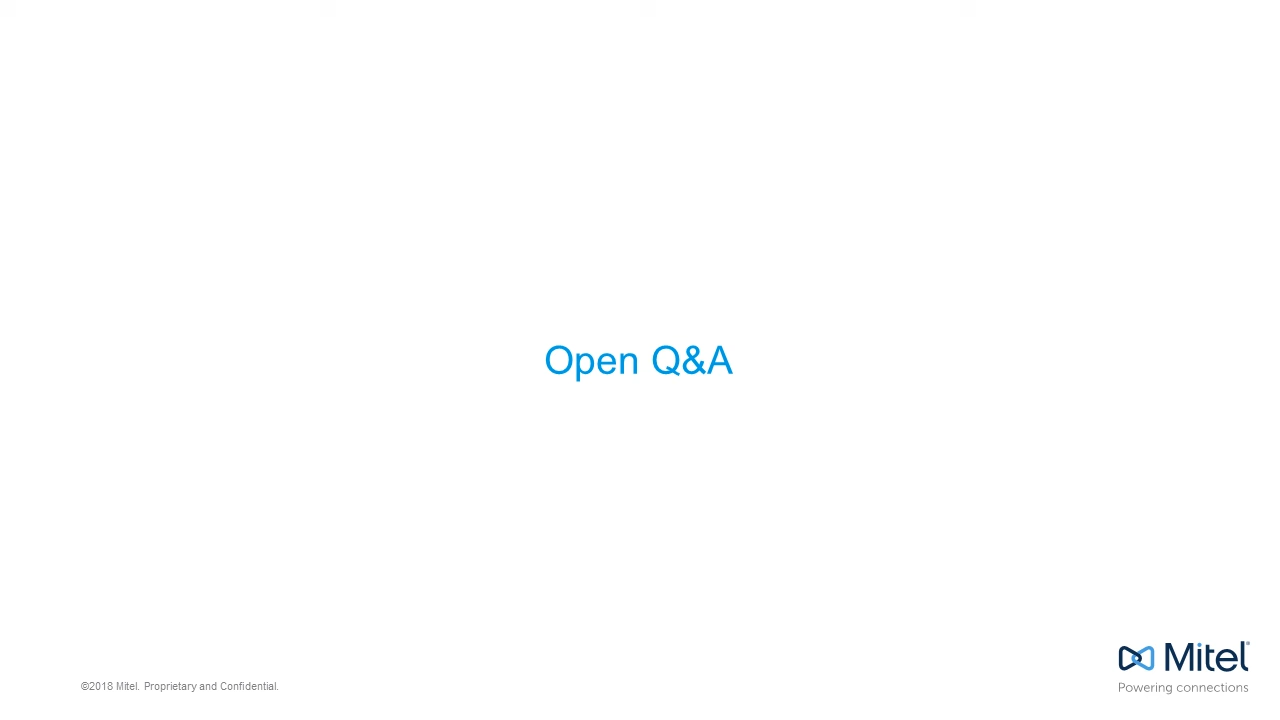 Open Q&A
©2018 Mitel. Proprietary and Confidential.
Mitel®
Powering connections